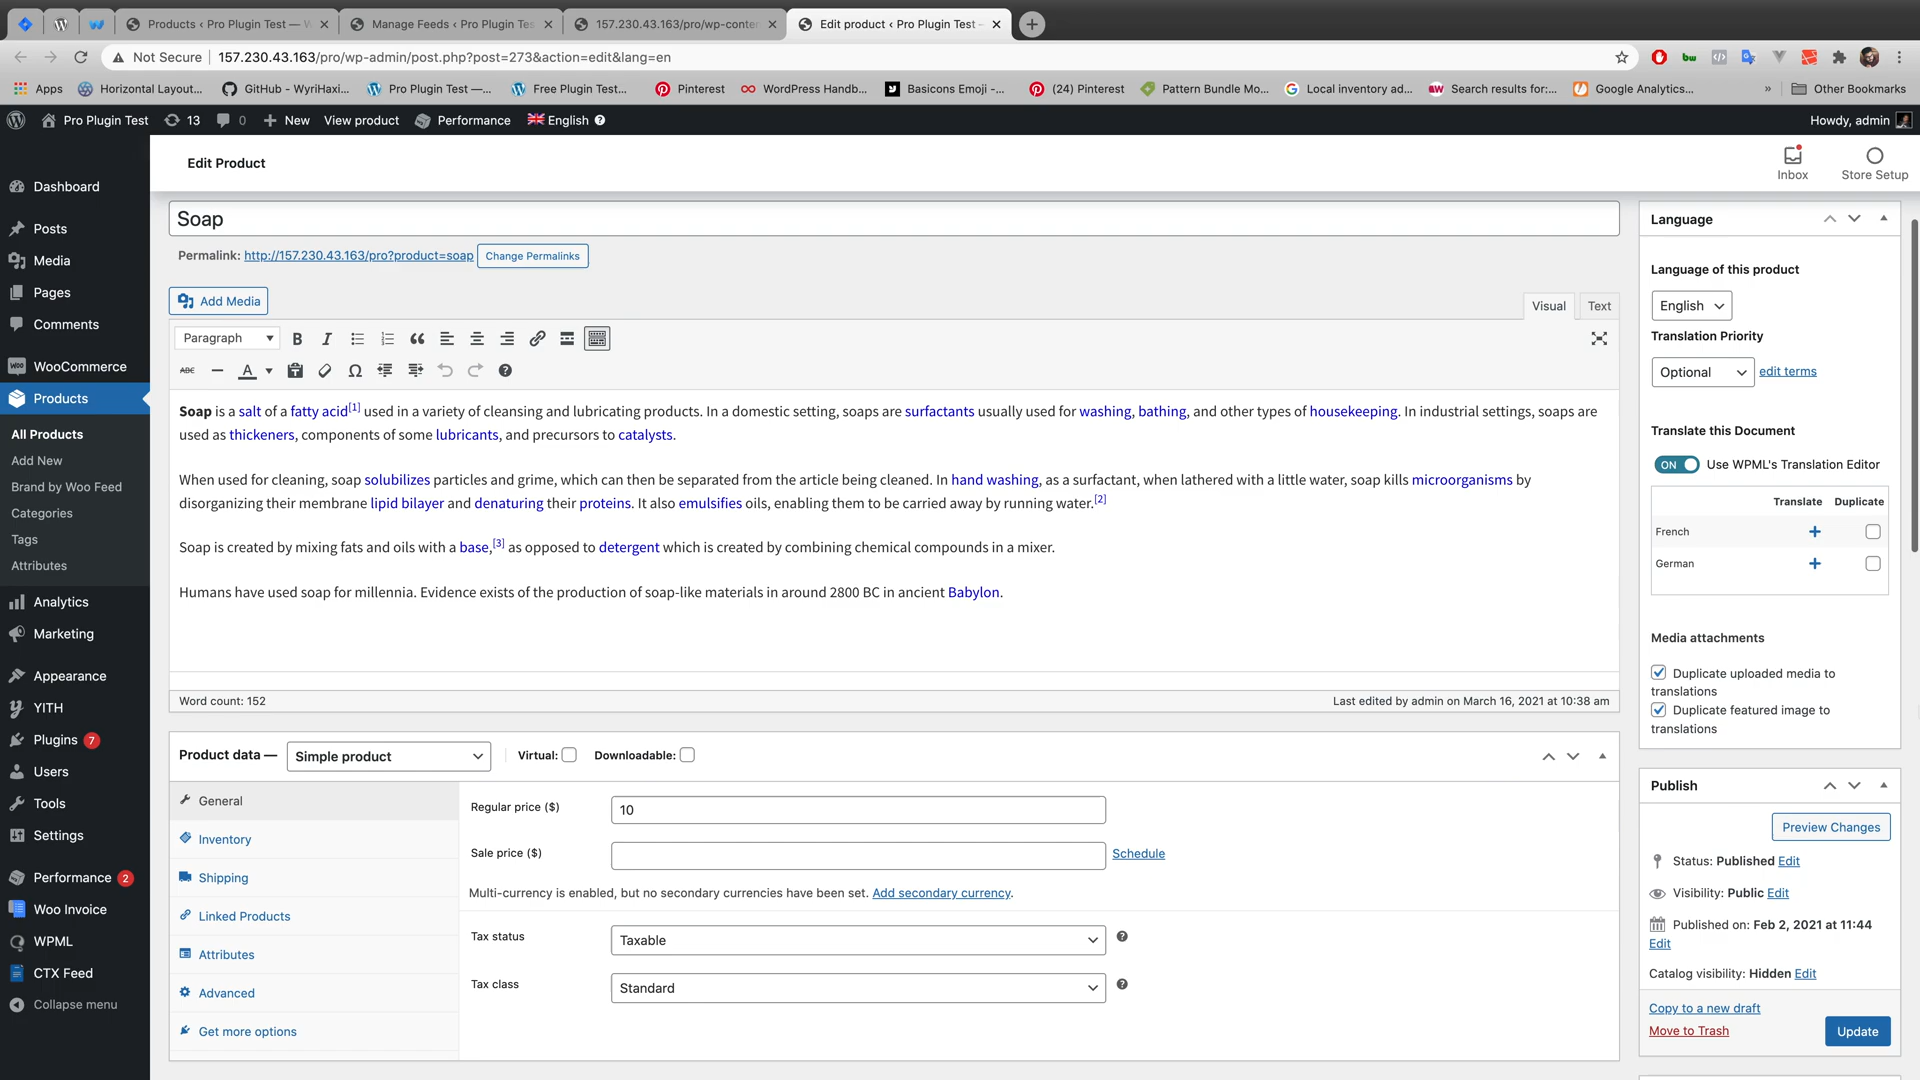 Products ‹ Pro Plugin Test — W
Manage Feeds ‹ Pro Plugin Test
157.230.43.163/pro/wp-conten
Edit product ‹ Pro Plugin Test –
Not Secure | 157.230.43.163/pro/wp-admin/post.php?post=273&action=edit&lang=en
Apps
Horizontal Layout...
GitHub - WyriHaxi...
Pro Plugin Test —...
Free Plugin Test...
Pinterest
WordPress Handb...
Basicons Emoji -...
(24) Pinterest
Pattern Bundle Mo...
Local inventory ad...
Search results for:...
Google Analytics...
»
Other Bookmarks
Pro Plugin Test
13
0
New
View product
Performance
English
Howdy, admin
Edit Product
Inbox
Store Setup
Dashboard
Posts
Media
Pages
Comments
WooCommerce
Products
All Products
Add New
Brand by Woo Feed
Categories
Tags
Attributes
Analytics
Marketing
Appearance
YITH
Plugins 7
Users
Tools
Settings
Performance 2
Woo Invoice
WPML
CTX Feed
Collapse menu
Soap
Permalink: http://157.230.43.163/pro?product=soap Change Permalinks
Add Media
Visual
Text
Paragraph
Soap is a salt of a fatty acid[1] used in a variety of cleansing and lubricating products. In a domestic setting, soaps are surfactants usually used for washing, bathing, and other types of housekeeping. In industrial settings, soaps are
used as thickeners, components of some lubricants, and precursors to catalysts.
When used for cleaning, soap solubilizes particles and grime, which can then be separated from the article being cleaned. In hand washing, as a surfactant, when lathered with a little water, soap kills microorganisms by
disorganizing their membrane lipid bilayer and denaturing their proteins. It also emulsifies oils, enabling them to be carried away by running water.[2]
Soap is created by mixing fats and oils with a base,[3] as opposed to detergent which is created by combining chemical compounds in a mixer.
Humans have used soap for millennia. Evidence exists of the production of soap-like materials in around 2800 BC in ancient Babylon.
Word count: 152
Last edited by admin on March 16, 2021 at 10:38 am
Product data — Simple product
Virtual:
Downloadable:
General
Inventory
Shipping
Linked Products
Attributes
Advanced
Get more options
Regular price ($)
10
Sale price ($)
Schedule
Multi-currency is enabled, but no secondary currencies have been set. Add secondary currency.
Tax status
Taxable
Tax class
Standard
Language
Language of this product
English
Translation Priority
Optional
edit terms
Translate this Document
ON Use WPML's Translation Editor
Translate Duplicate
French
German
Media attachments
Duplicate uploaded media to
translations
Duplicate featured image to
translations
Publish
Preview Changes
Status: Published Edit
Visibility: Public Edit
Published on: Feb 2, 2021 at 11:44
Edit
Catalog visibility: Hidden Edit
Copy to a new draft
Move to Trash
Update